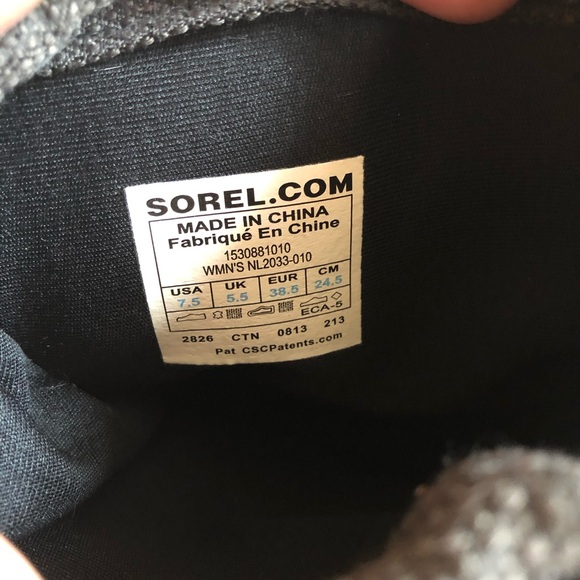 SOREL.COM
MADE IN CHINA
Fabriqué En Chine
1530881010
WMN'S NL2033-010
USA UK EUR CM
7.5 5.5 38.5 24.5
ECA-5
2826 CTN 0813 213
Pat CSCPatents.com